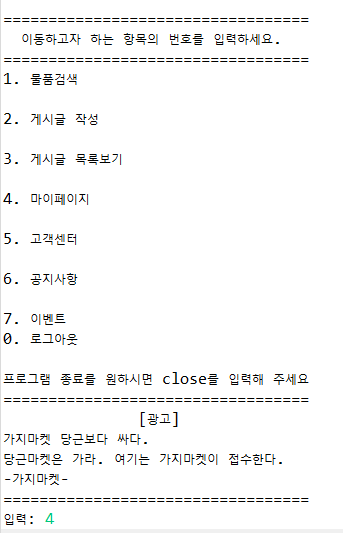 ==================================
이동하고자 하는 항목의 번호를 입력하세요.
==================================
1. 물품검색
2. 게시글 작성
3. 게시글 목록보기
4. 마이페이지
5. 고객센터
6. 공지사항
7. 이벤트
0. 로그아웃
프로그램 종료를 원하시면 close를 입력해 주세요
==================================
[광고]
가지마켓 당근보다 싸다.
당근마켓은 가라. 여기는 가지마켓이 접수한다.
-가지마켓-
==================================
입력: 4